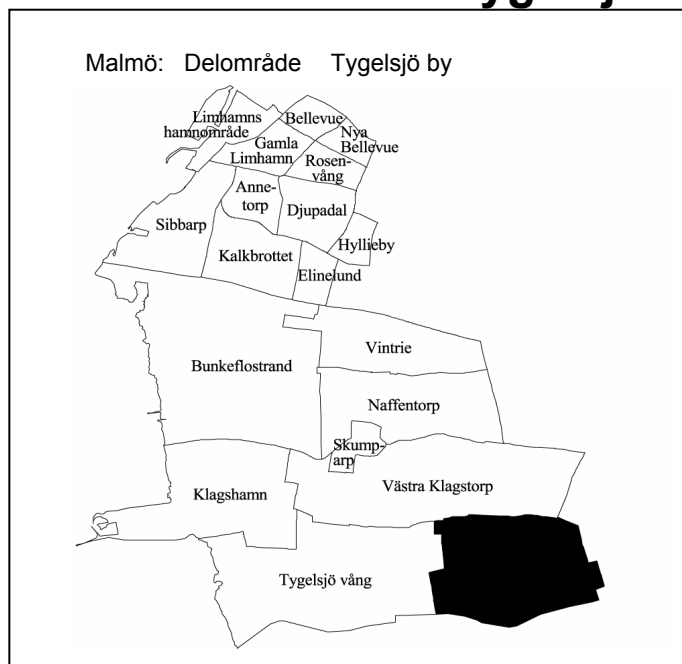 Malmö: Delområde Tygelsjö by
Limhamns
hamnområde
Bellevue
Nya
Bellevue
Gamla
Limhamn
Rosen-
vång
Anne-
torp
Djupadal
Sibbarp
Hyllieby
Kalkbrottet
Elinelund
Vintrie
Bunkeflostrand
Naffentorp
Skump-
arp
Västra Klagstorp
Klagshamn
Tygelsjö vång